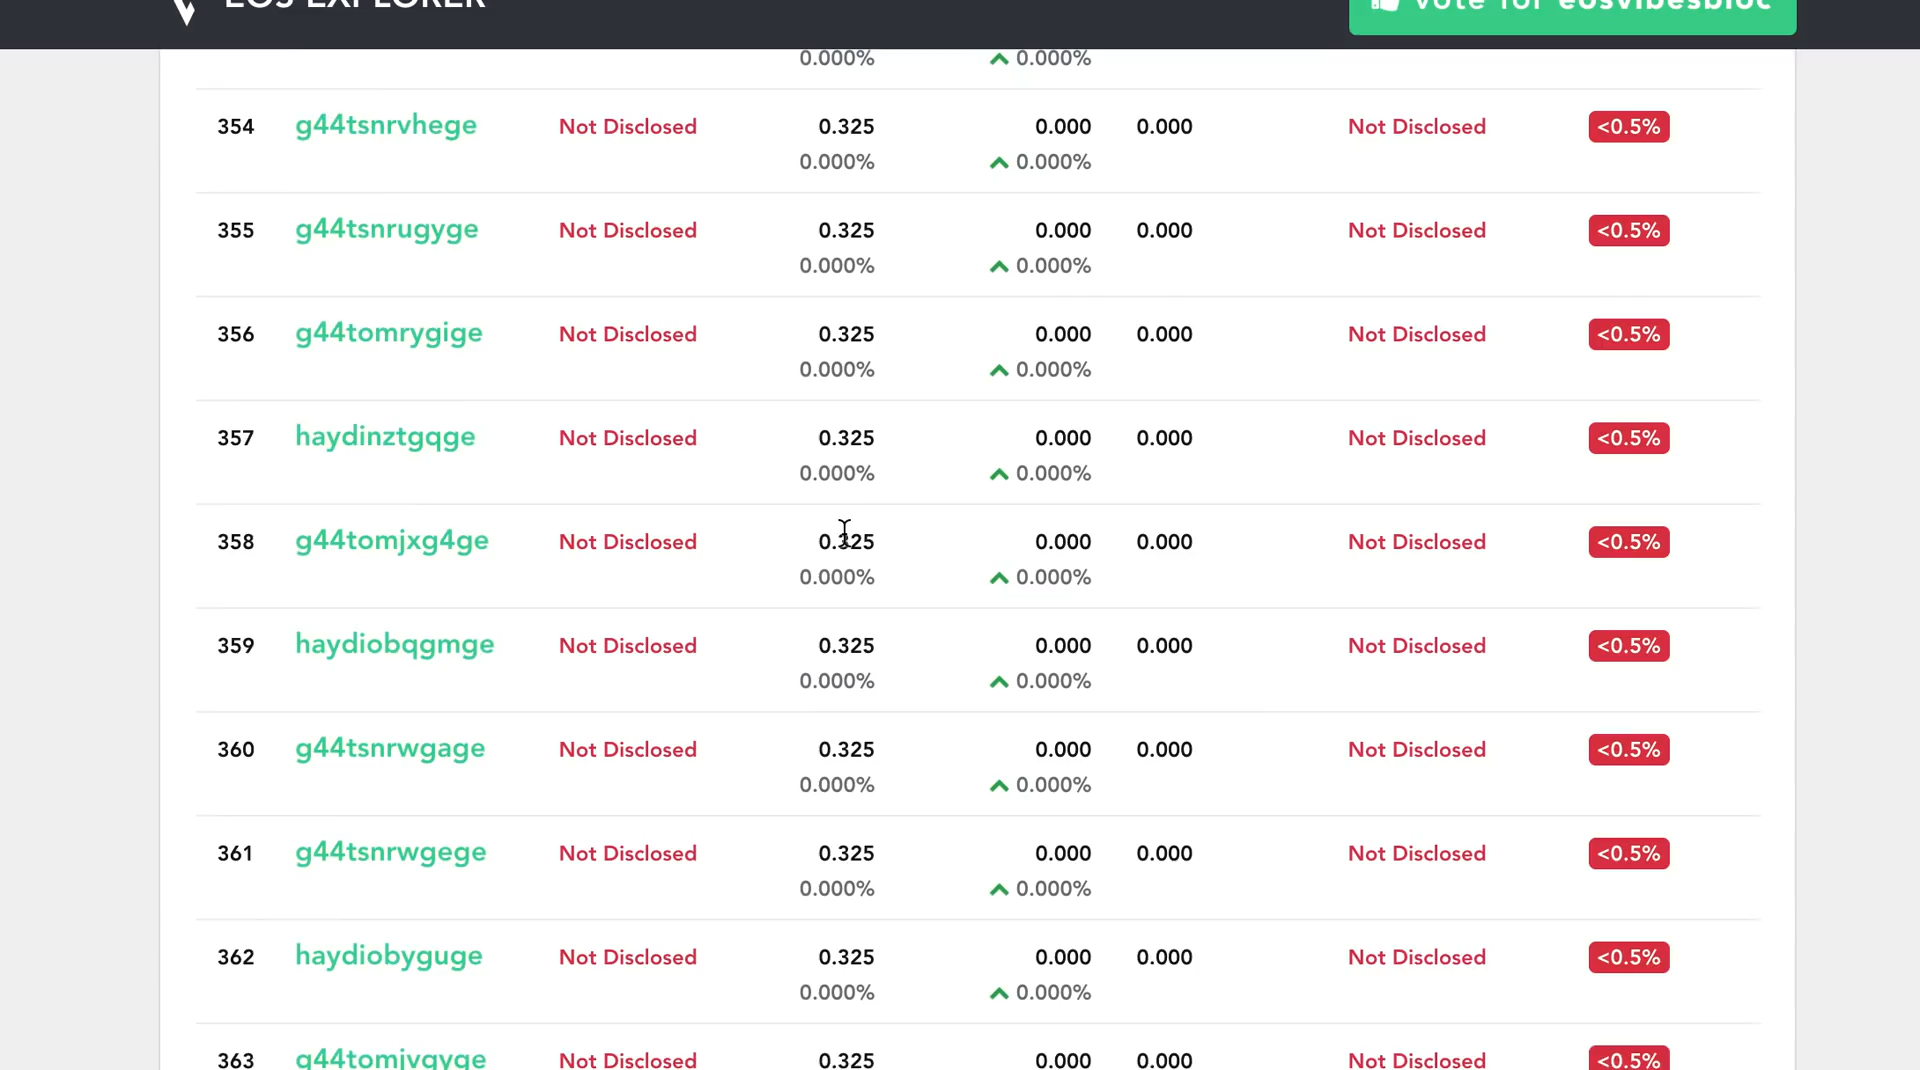 EOS EXPLORER
Vote for eosvibesbloc
0.000% 0.000%
354 g44tsnrvhege Not Disclosed 0.325 0.000 0.000 Not Disclosed <0.5%
0.000% 0.000%
355 g44tsnrugyge Not Disclosed 0.325 0.000 0.000 Not Disclosed <0.5%
0.000% 0.000%
356 g44tomrygige Not Disclosed 0.325 0.000 0.000 Not Disclosed <0.5%
0.000% 0.000%
357 haydinztgqge Not Disclosed 0.325 0.000 0.000 Not Disclosed <0.5%
0.000% 0.000%
358 g44tomjxg4ge Not Disclosed 0.325 0.000 0.000 Not Disclosed <0.5%
0.000% 0.000%
359 haydiobqgmge Not Disclosed 0.325 0.000 0.000 Not Disclosed <0.5%
0.000% 0.000%
360 g44tsnrwgage Not Disclosed 0.325 0.000 0.000 Not Disclosed <0.5%
0.000% 0.000%
361 g44tsnrwgege Not Disclosed 0.325 0.000 0.000 Not Disclosed <0.5%
0.000% 0.000%
362 haydiobyguge Not Disclosed 0.325 0.000 0.000 Not Disclosed <0.5%
0.000% 0.000%
363 g44tomjvgyge Not Disclosed 0.325 0.000 0.000 Not Disclosed <0.5%